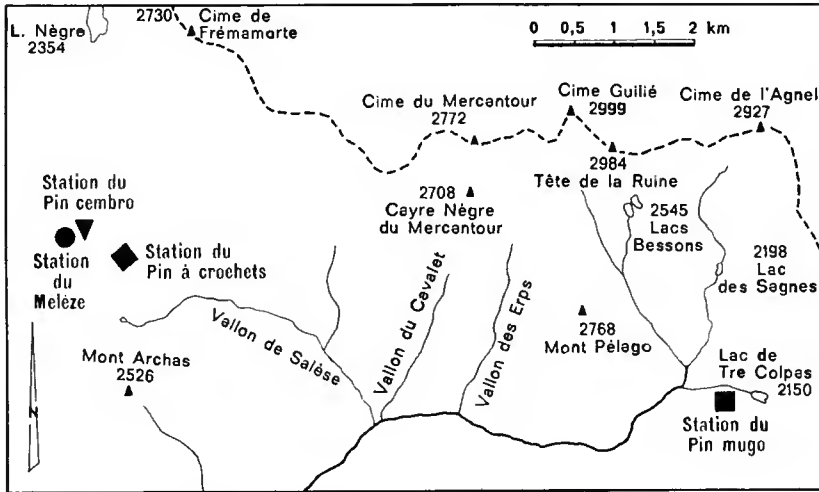 2730
Cime de
Frémamorte
L. Nègre
2354
0 0,5 1 1,5 2 km
Cime du Mercantour
2772
Cime Guilié
2999
Cime de l'Agnel
2927
2984
Tête de la Ruine
Station du
Pin cembro
2708
Cayre Nègre
du Mercantour
2545
Lacs
Bessons
Station du
Pin à crochets
Station
du
Melèze
2198
Lac
des Sagnes
Vallon de Salèse
Vallon du Cavalet
Vallon des Erps
2768
Mont Pélago
Mont Archas
2526
Lac de
Tre Colpas
2150
N
Station du
Pin mugo